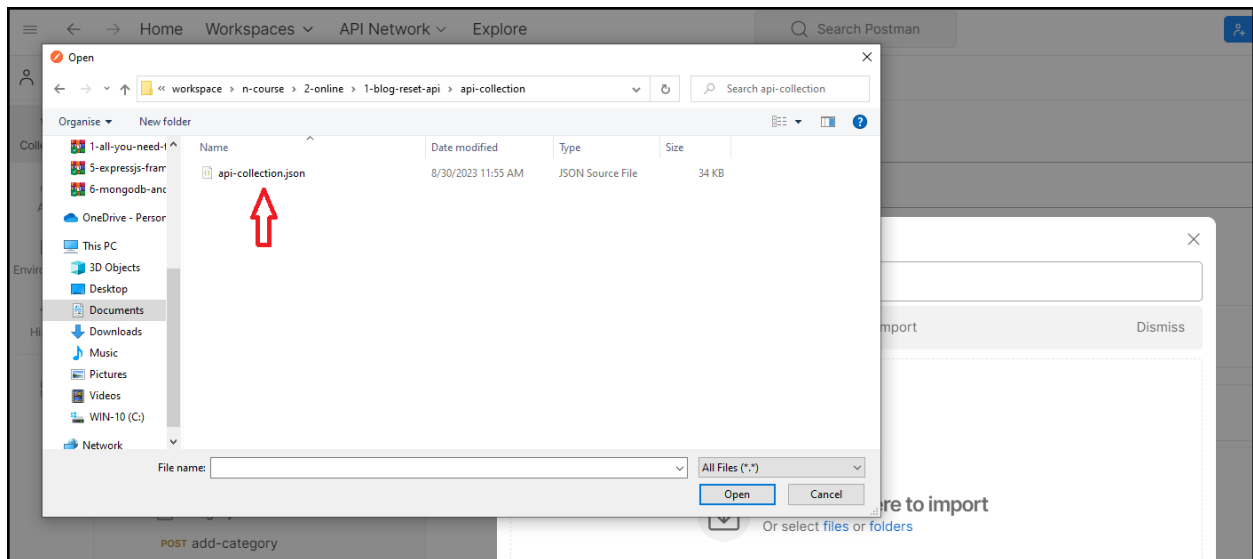 Home Workspaces API Network Explore Search Postman
Open
« workspace › n-course › 2-online › 1-blog-reset-api › api-collection
Search api-collection
Organise New folder
Name Date modified Type Size
api-collection.json 8/30/2023 11:55 AM JSON Source File 34 KB
1-all-you-need-t
5-expressjs-fram
6-mongodb-and
OneDrive - Person
This PC
3D Objects
Desktop
Documents
Downloads
Music
Pictures
Videos
WIN-10 (C:)
Network
File name: All Files (*.*)
Open Cancel
Coll
Envir
Hi
mport Dismiss
re to import
Or select files or folders
POST add-category